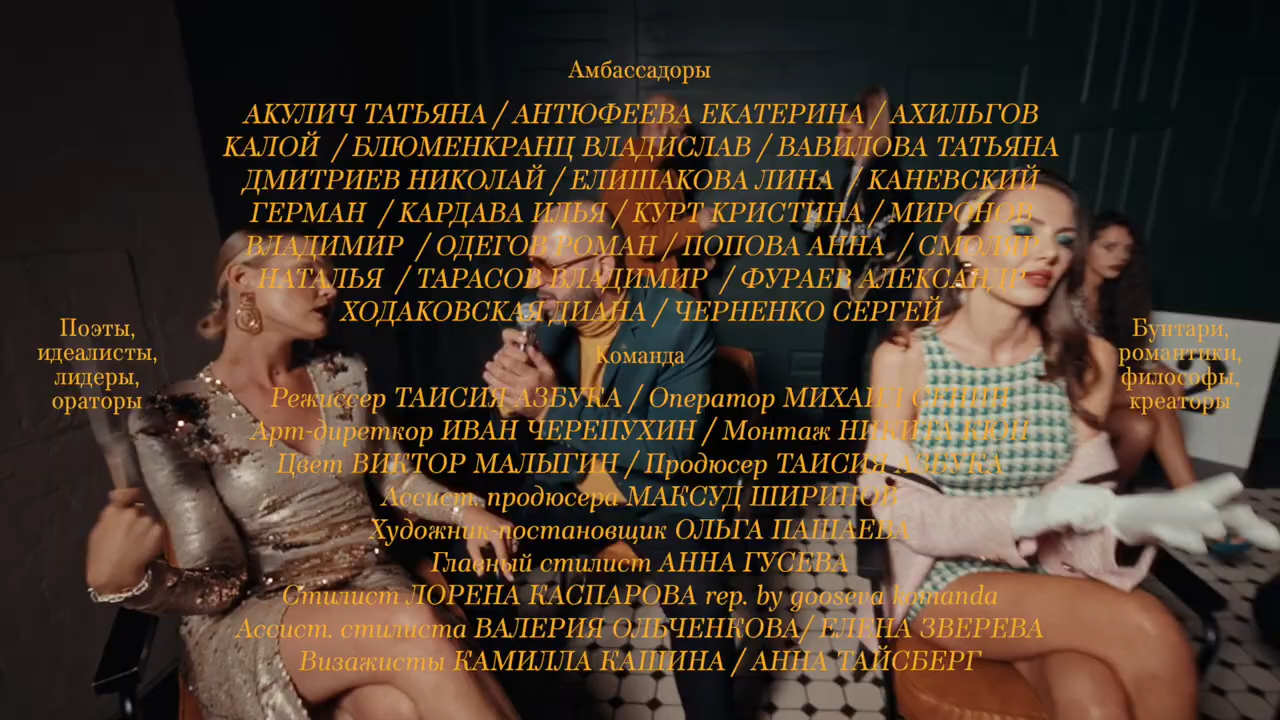 Амбассадоры
АКУЛИЧ ТАТЬЯНА / АНТЮФЕЕВА ЕКАТЕРИНА / АХИЛЬГОВ
КАЛОЙ / БЛЮМЕНКРАНЦ ВЛАДИСЛАВ / ВАВИЛОВА ТАТЬЯНА
ДМИТРИЕВ НИКОЛАЙ / ЕЛИШАКОВА ЛИНА / КАНЕВСКИЙ
ГЕРМАН / КАРДАВА ИЛЬЯ / КУРТ КРИСТИНА / МИРОНОВ
ВЛАДИМИР / ОДЕГОВ РОМАН / ПОПОВА АННА / СМОЛЯР
НАТАЛЬЯ / ТАРАСОВ ВЛАДИМИР / ФУРАЕВ АЛЕКСАНДР
ХОДАКОВСКАЯ ДИАНА / ЧЕРНЕНКО СЕРГЕЙ
Поэты,
идеалисты,
лидеры,
ораторы
Бунтари,
романтики,
философы,
креаторы
Команда
Режиссер ТАИСИЯ АЗБУКА / Оператор МИХАИЛ
Арт-диреткор ИВАН ЧЕРЕПУХИН / Монтаж НИКИТА КЮН
Цвет ВИКТОР МАЛЫГИН / Продюсер ТАИСИЯ АЗБУКА
Ассист. продюсера МАКСУД ШИРИНОВ
Художник-постановщик ОЛЬГА ПАШАЕВА
Главный стилист АННА ГУСЕВА
Стилист ЛОРЕНА КАСПАРОВА rep. by gooseva komanda
Ассист. стилиста ВАЛЕРИЯ ОЛЬЧЕНКОВА/ ЕЛЕНА ЗВЕРЕВА
Визажисты КАМИЛЛА КАШИНА / АННА ТАЙСБЕРГ